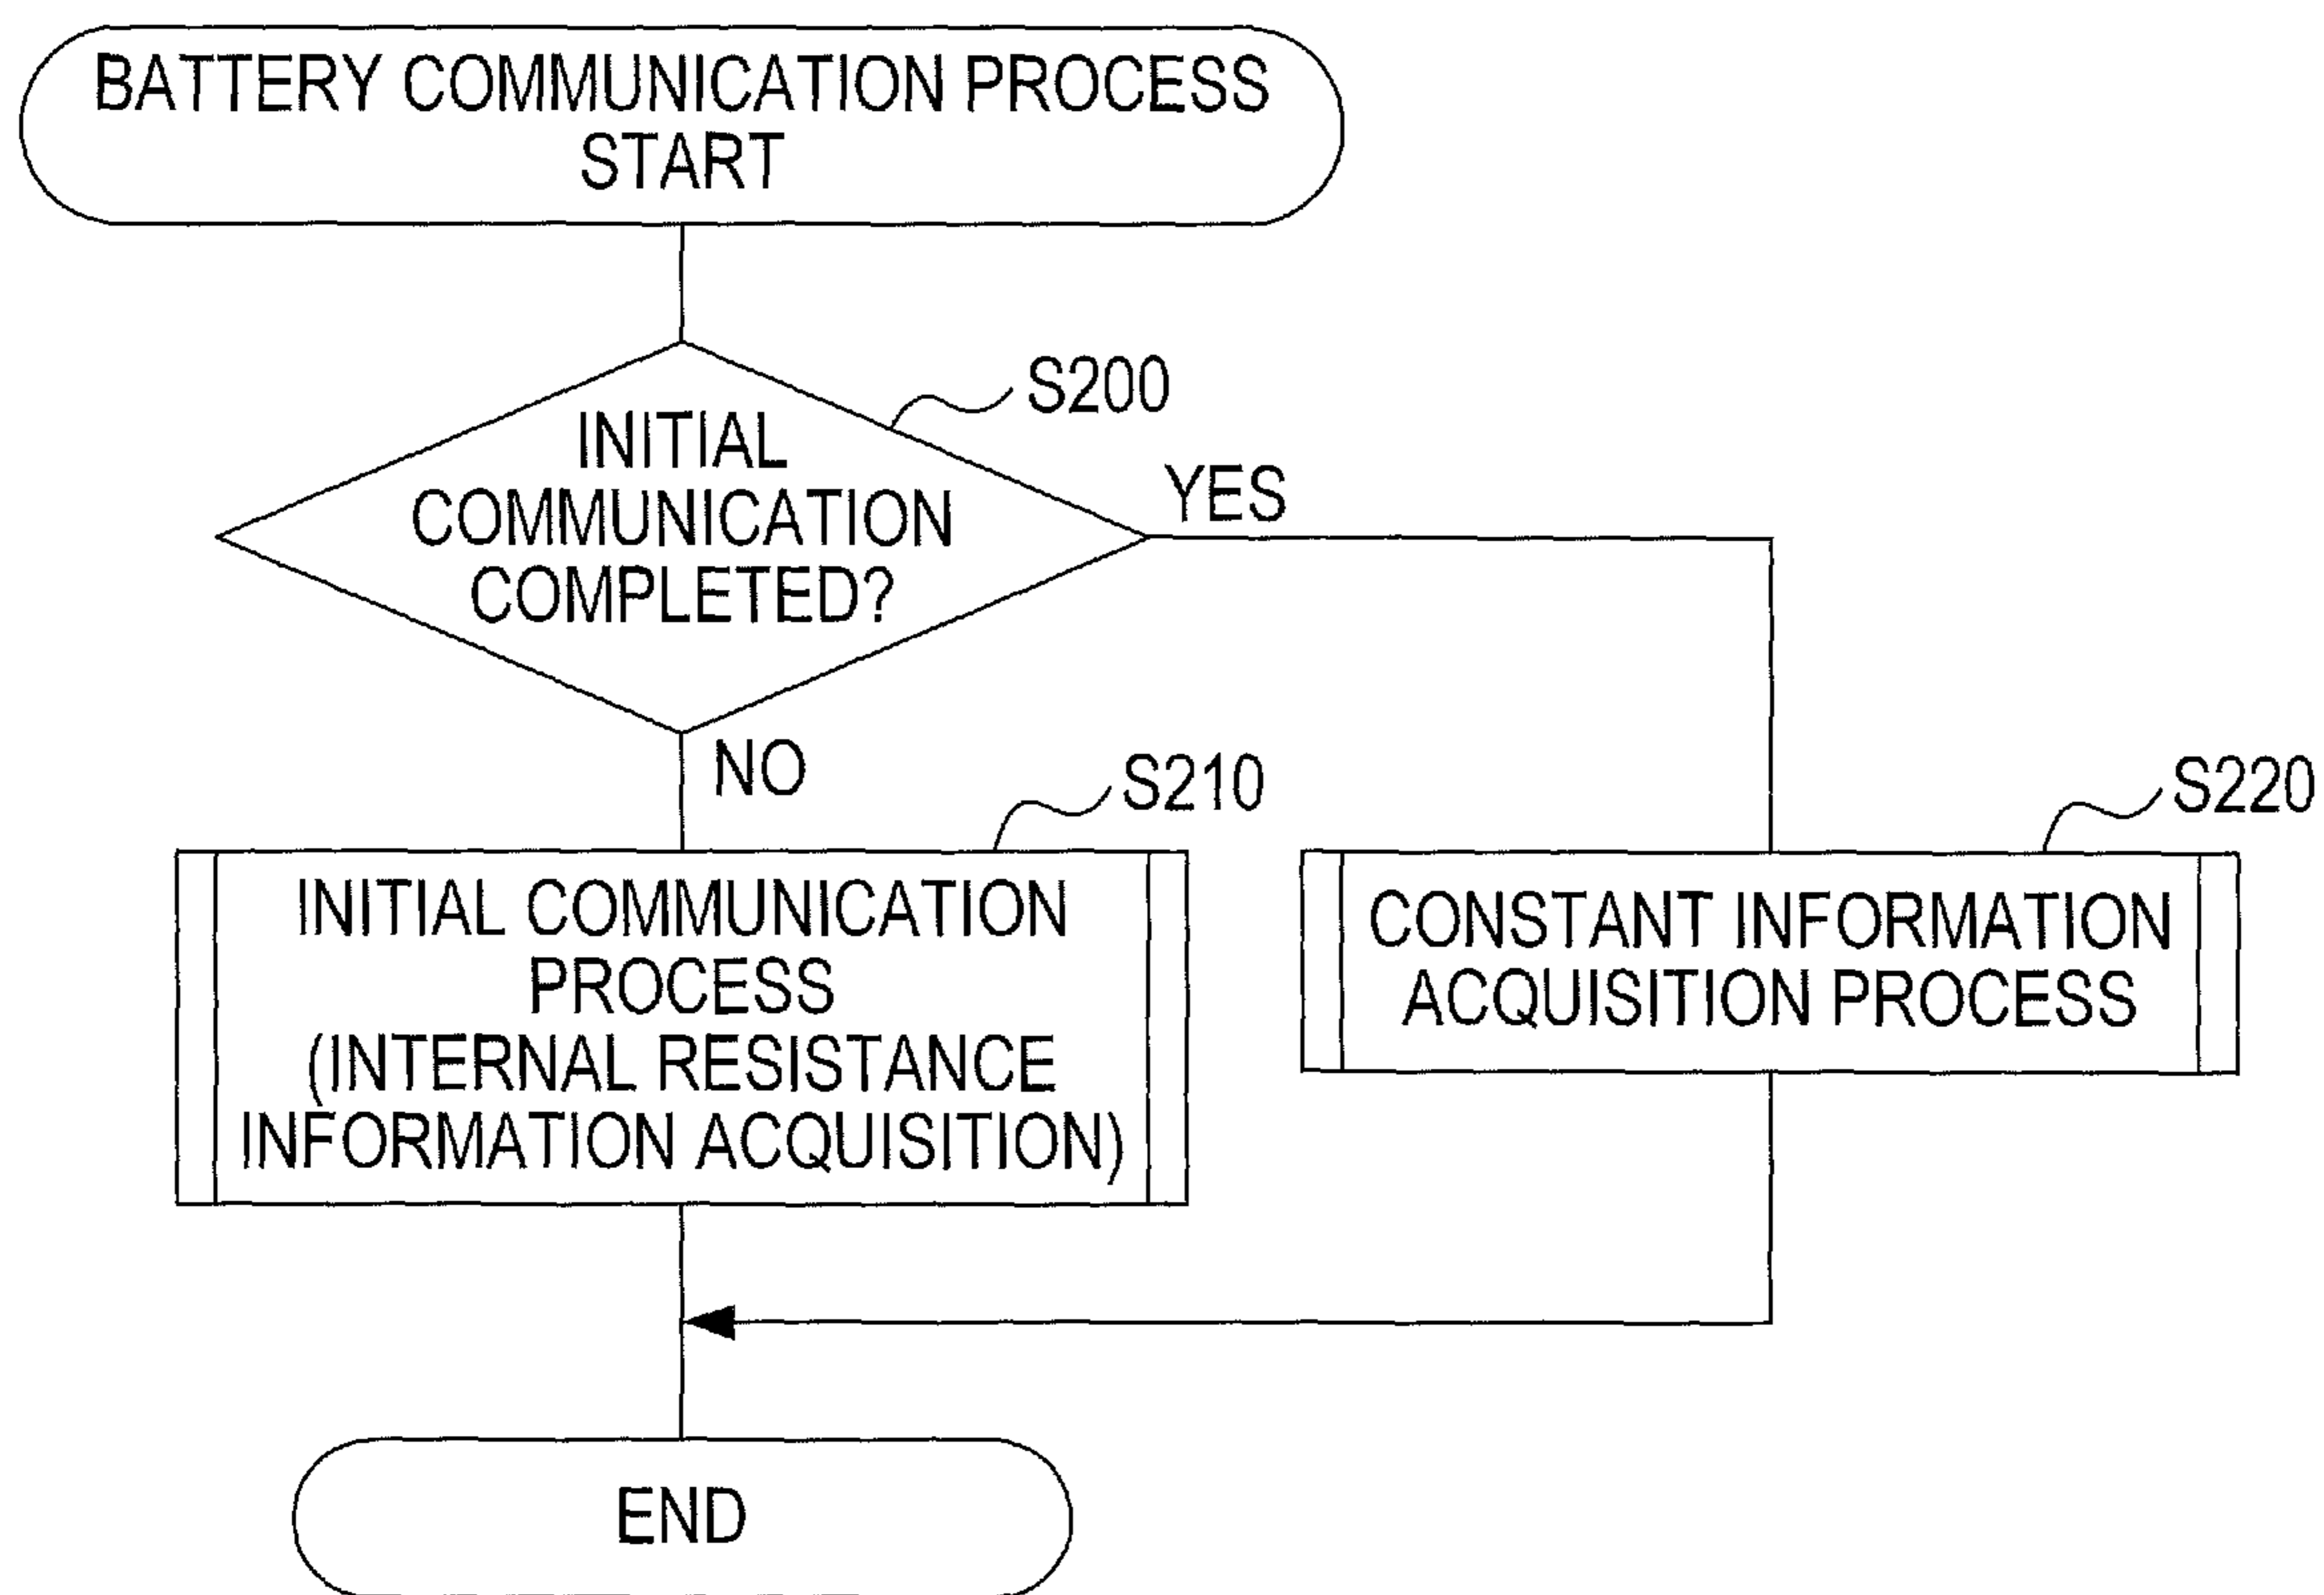 BATTERY COMMUNICATION PROCESS
START
S200
INITIAL
COMMUNICATION
COMPLETED?
YES
NO
S210
S220
INITIAL COMMUNICATION
PROCESS
(INTERNAL RESISTANCE
INFORMATION ACQUISITION)
CONSTANT INFORMATION
ACQUISITION PROCESS
END